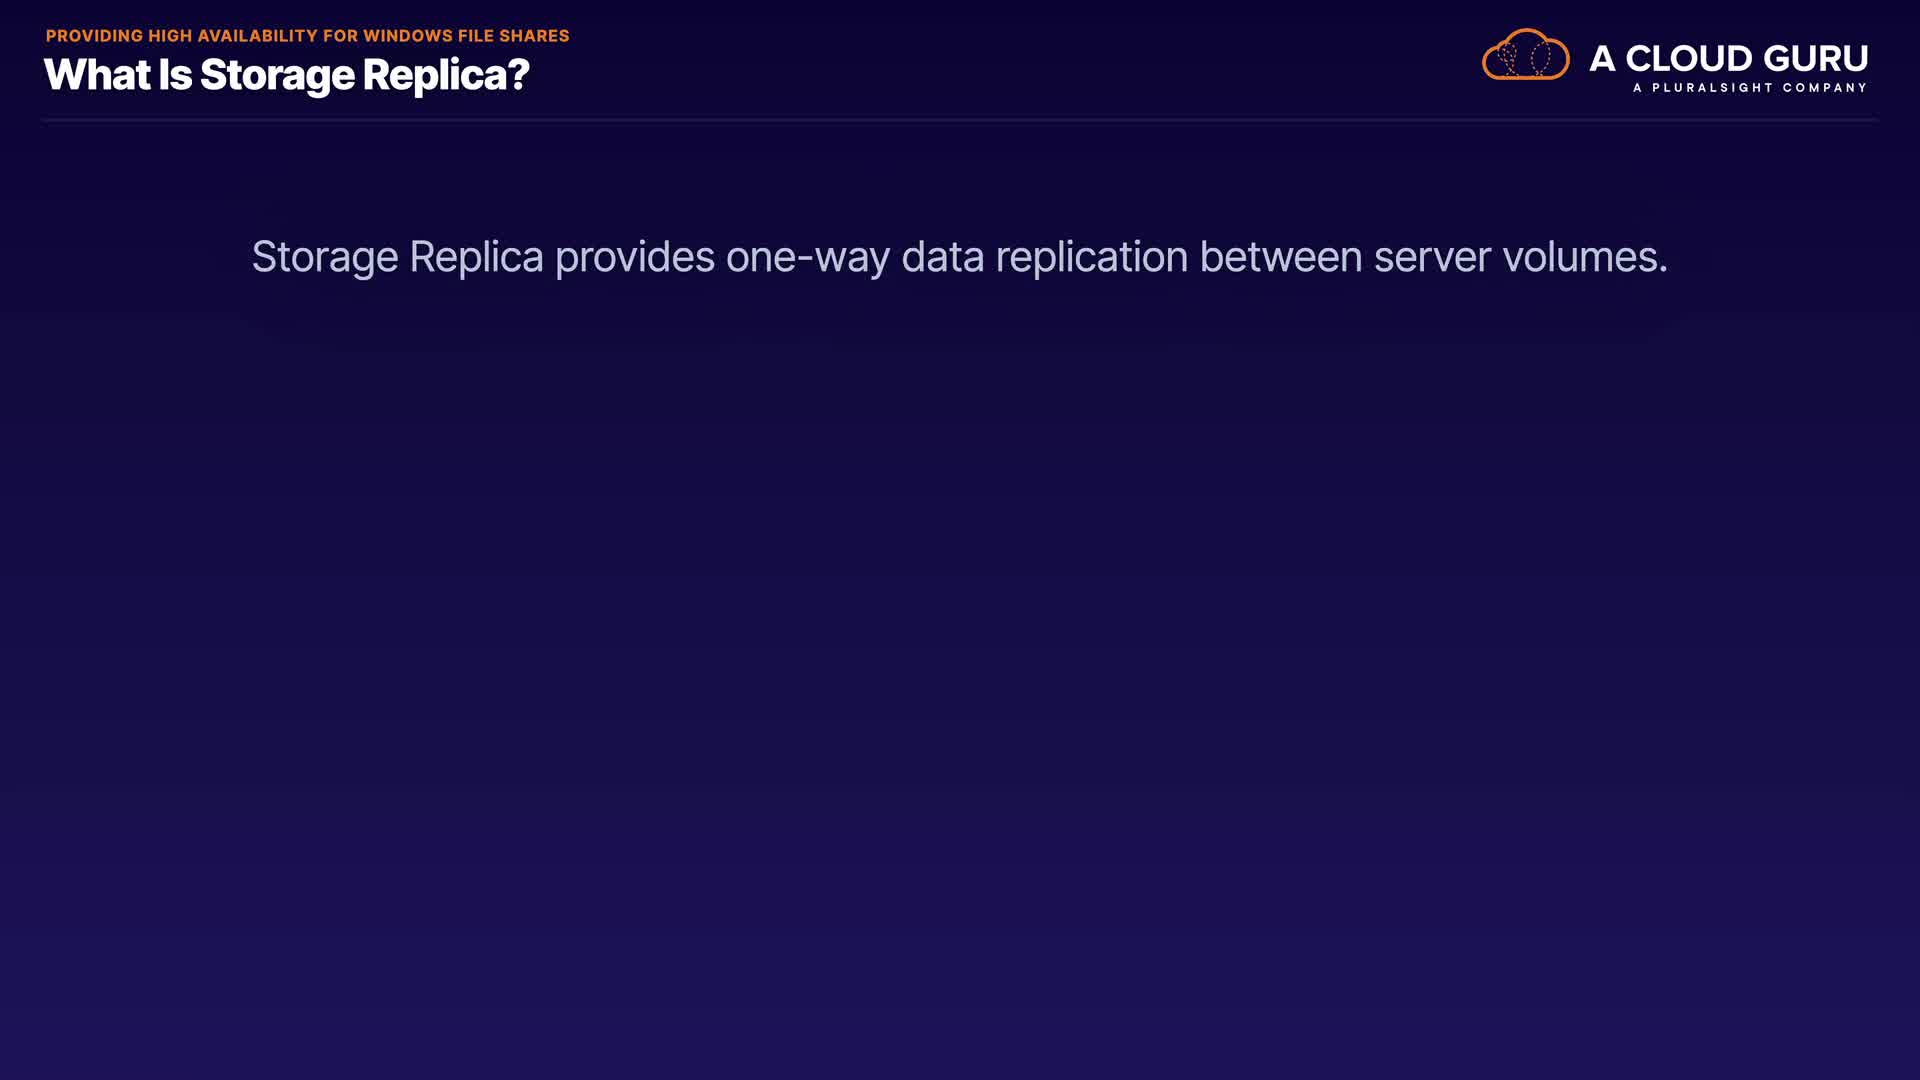 PROVIDING HIGH AVAILABILITY FOR WINDOWS FILE SHARES
What Is Storage Replica?
A CLOUD GURU
A PLURALSIGHT COMPANY
Storage Replica provides one-way data replication between server volumes.